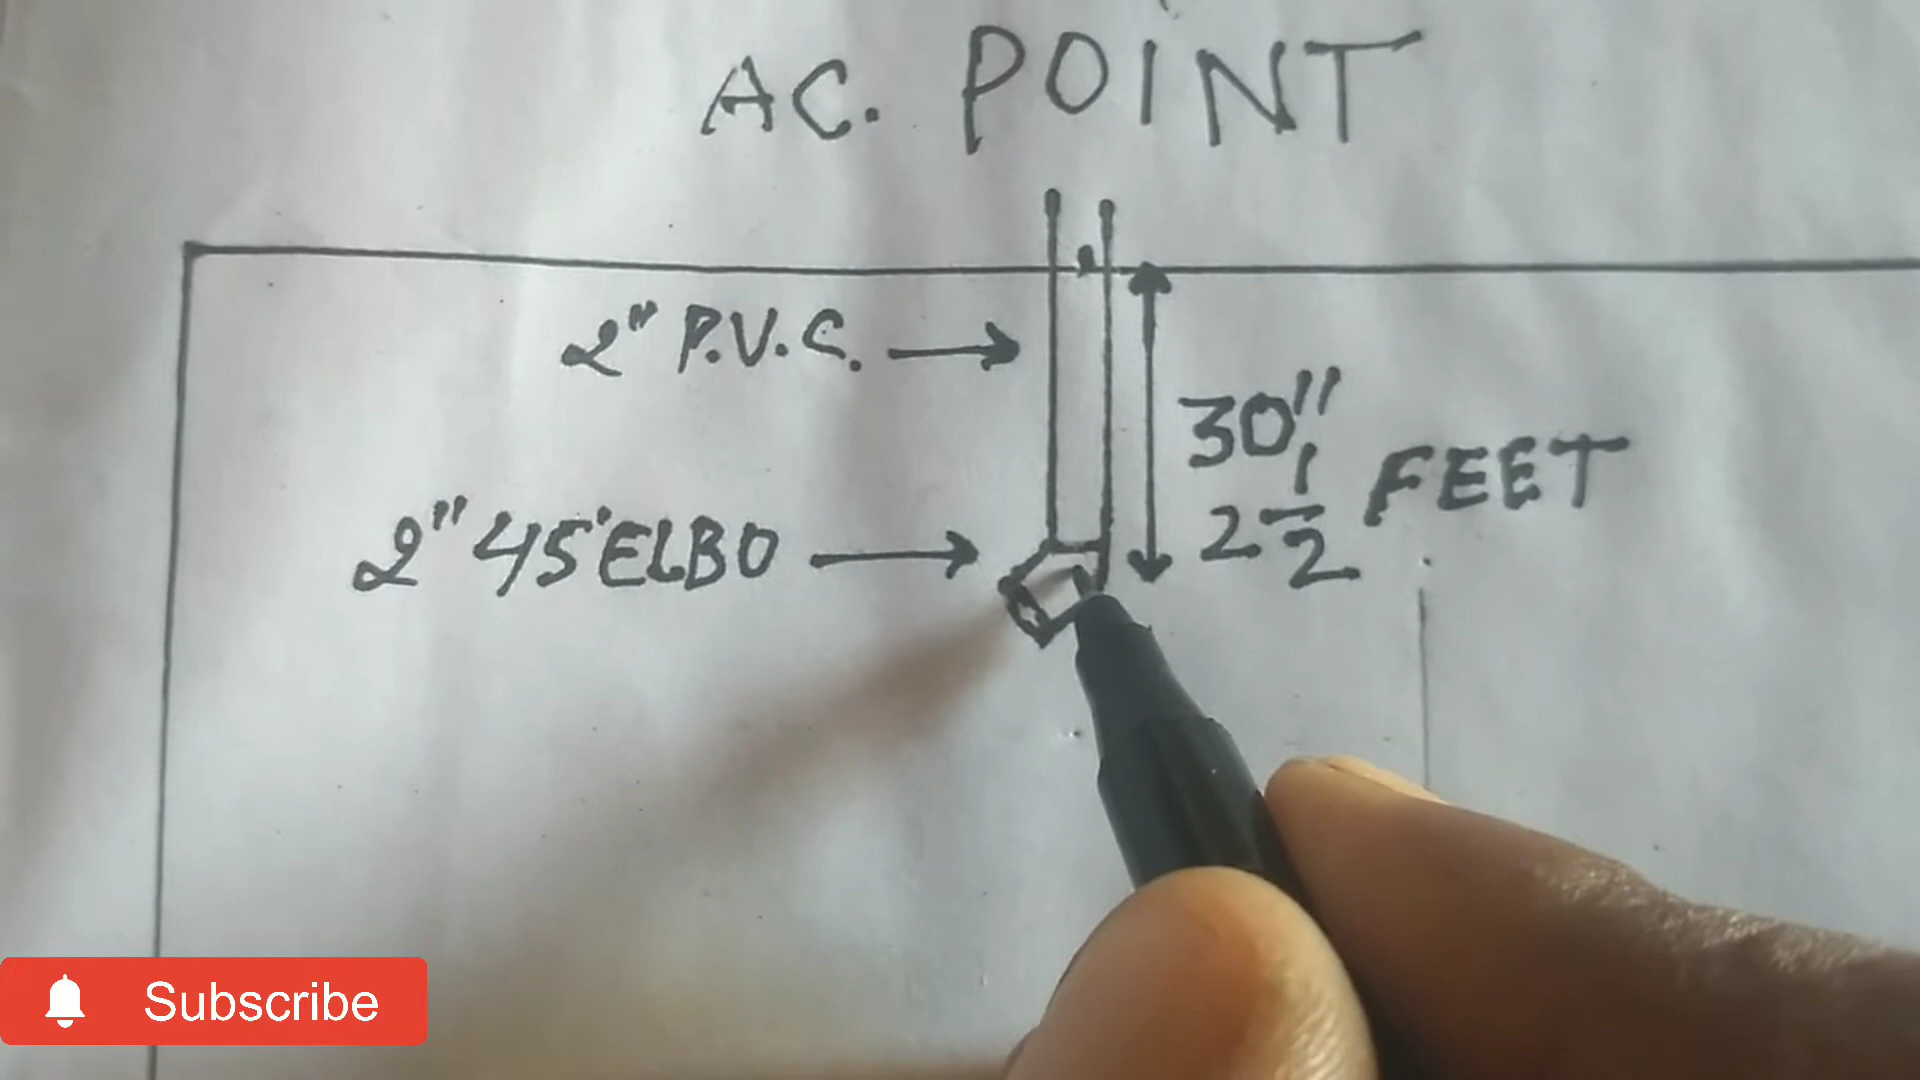 AC. POINT
2" P.V.C.
30"
2 1/2 FEET
2" 45° ELBO
Subscribe